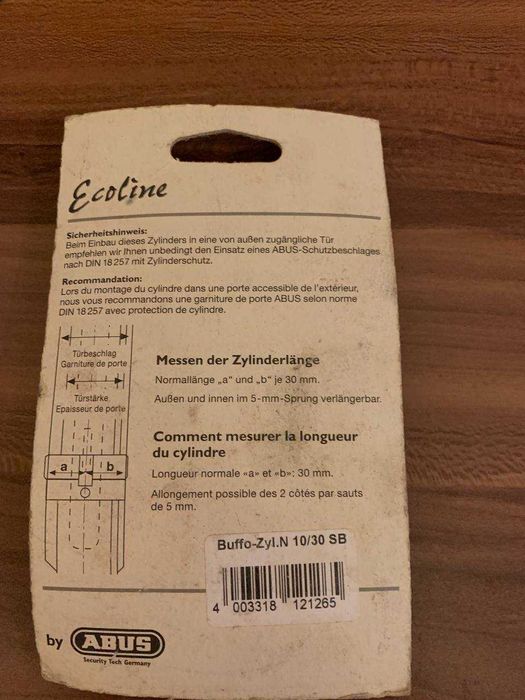 Ecoline
Sicherheitshinweis:
Beim Einbau dieses Zylinders in eine von außen zugängliche Tür
empfehlen wir Ihnen unbedingt den Einsatz eines ABUS-Schutzbeschlages
nach DIN 18257 mit Zylinderschutz.
Recommandation:
Lors du montage du cylindre dans une porte accessible de l'extérieur,
nous vous recommandons une garniture de porte ABUS selon norme
DIN 18257 avec protection de cylindre.
Türbeschlag
Garniture de porte
Türstärke
Epaisseur de porte
a b
Messen der Zylinderlänge
Normallänge „a" und „b" je 30 mm.
Außen und innen im 5-mm-Sprung verlängerbar.
Comment mesurer la longueur
du cylindre
Longueur normale «a» et «b»: 30 mm.
Allongement possible des 2 côtés par sauts
de 5 mm.
Buffo-Zyl.N 10/30 SB
4 003318 121265
by ABUS
Security Tech Germany